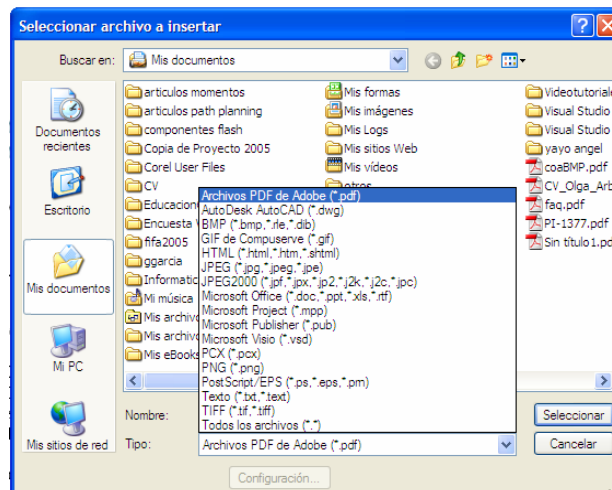 Seleccionar archivo a insertar
Buscar en: Mis documentos
Documentos recientes
Escritorio
Mis documentos
Mi PC
Mis sitios de red
articulos momentos
articulos path planning
componentes flash
Copia de Proyecto 2005
Corel User Files
CV
Educacion
Encuesta
fifa2005
ggarcia
Informatic
Mi música
Mis archivo
Mis archivo
Mis eBooks
Mis formas
Mis imágenes
Mis Logs
Mis sitios Web
Mis vídeos
otros
Videotutoriale
Visual Studio
Visual Studio
yayo angel
coaBMP.pdf
CV_Olga_Arb
faq.pdf
PI-1377.pdf
Sin título1.pd
Archivos PDF de Adobe (*.pdf)
AutoDesk AutoCAD (*.dwg)
BMP (*.bmp,*.rle,*.dib)
GIF de Compuserve (*.gif)
HTML (*.html,*.htm,*.shtml)
JPEG (*.jpg,*.jpeg,*.jpe)
JPEG2000 (*.jpf,*.jpx,*.jp2,*.j2k,*.j2c,*.jpc)
Microsoft Office (*.doc,*.ppt,*.xls,*.rtf)
Microsoft Project (*.mpp)
Microsoft Publisher (*.pub)
Microsoft Visio (*.vsd)
PCX (*.pcx)
PNG (*.png)
PostScript/EPS (*.ps,*.eps,*.prn)
Texto (*.txt,*.text)
TIFF (*.tif,*.tiff)
Todos los archivos (*.*)
Nombre:
Seleccionar
Tipo: Archivos PDF de Adobe (*.pdf)
Cancelar
Configuración...